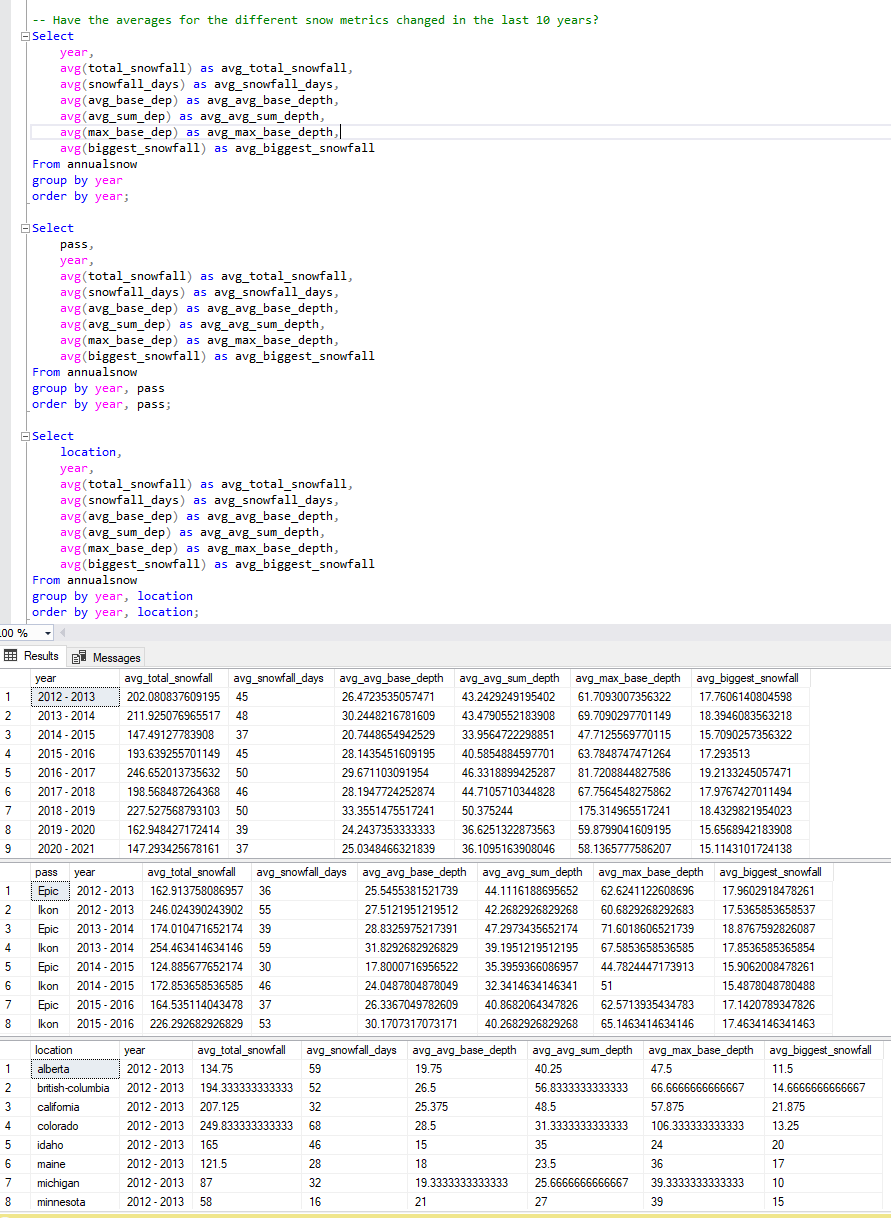 -- Have the averages for the different snow metrics changed in the last 10 years?
Select
year,
avg(total_snowfall) as avg_total_snowfall,
avg(snowfall_days) as avg_snowfall_days,
avg(avg_base_dep) as avg_avg_base_depth,
avg(avg_sum_dep) as avg_avg_sum_depth,
avg(max_base_dep) as avg_max_base_depth,
avg(biggest_snowfall) as avg_biggest_snowfall
From annualsnow
group by year
order by year;
Select
pass,
year,
avg(total_snowfall) as avg_total_snowfall,
avg(snowfall_days) as avg_snowfall_days,
avg(avg_base_dep) as avg_avg_base_depth,
avg(avg_sum_dep) as avg_avg_sum_depth,
avg(max_base_dep) as avg_max_base_depth,
avg(biggest_snowfall) as avg_biggest_snowfall
From annualsnow
group by year, pass
order by year, pass;
Select
location,
year,
avg(total_snowfall) as avg_total_snowfall,
avg(snowfall_days) as avg_snowfall_days,
avg(avg_base_dep) as avg_avg_base_depth,
avg(avg_sum_dep) as avg_avg_sum_depth,
avg(max_base_dep) as avg_max_base_depth,
avg(biggest_snowfall) as avg_biggest_snowfall
From annualsnow
group by year, location
order by year, location;
00 %
Results Messages
year avg_total_snowfall avg_snowfall_days avg_avg_base_depth avg_avg_sum_depth avg_max_base_depth avg_biggest_snowfall
1 2012 - 2013 202.080837609195 45 26.4723535057471 43.2429249195402 61.7093007356322 17.7606140804598
2 2013 - 2014 211.925076965517 48 30.2448216781609 43.4790552183908 69.7090297701149 18.3946083563218
3 2014 - 2015 147.49127783908 37 20.7448654942529 33.9564722298851 47.7125569770115 15.7090257356322
4 2015 - 2016 193.639255701149 45 28.1435451609195 40.5854884597701 63.7848747471264 17.293513
5 2016 - 2017 246.652013735632 50 29.671103091954 46.3318899425287 81.7208844827586 19.2133245057471
6 2017 - 2018 198.568487264368 46 28.1947724252874 44.7105710344828 67.7564548275862 17.9767427011494
7 2018 - 2019 227.527568793103 50 33.3551475517241 50.375244 175.314965517241 18.4329821954023
8 2019 - 2020 162.948427172414 39 24.2437353333333 36.6251322873563 59.8799041609195 15.6568942183908
9 2020 - 2021 147.293425678161 37 25.0348466321839 36.1095163908046 58.1365777586207 15.1143101724138
pass year avg_total_snowfall avg_snowfall_days avg_avg_base_depth avg_avg_sum_depth avg_max_base_depth avg_biggest_snowfall
1 Epic 2012 - 2013 162.913758086957 36 25.5455381521739 44.1116188695652 62.6241122608696 17.9602918478261
2 Ikon 2012 - 2013 246.024390243902 55 27.5121951219512 42.2682926829268 60.6829268292683 17.5365853658537
3 Epic 2013 - 2014 174.010471652174 39 28.8325975217391 47.2973435652174 71.6018606521739 18.8767592826087
4 Ikon 2013 - 2014 254.463414634146 59 31.8292682926829 39.1951219512195 67.5853658536585 17.8536585365854
5 Epic 2014 - 2015 124.885677652174 30 17.8000716956522 35.3959366086957 44.7824447173913 15.9062008478261
6 Ikon 2014 - 2015 172.853658536585 46 24.0487804878049 32.3414634146341 51 15.4878048780488
7 Epic 2015 - 2016 164.535114043478 37 26.3367049782609 40.8682064347826 62.5713935434783 17.1420789347826
8 Ikon 2015 - 2016 226.292682926829 53 30.1707317073171 40.2682926829268 65.1463414634146 17.4634146341463
location year avg_total_snowfall avg_snowfall_days avg_avg_base_depth avg_avg_sum_depth avg_max_base_depth avg_biggest_snowfall
1 alberta 2012 - 2013 134.75 59 19.75 40.25 47.5 11.5
2 british-columbia 2012 - 2013 194.333333333333 52 26.5 56.8333333333333 66.6666666666667 14.6666666666667
3 california 2012 - 2013 207.125 32 25.375 48.5 57.875 21.875
4 colorado 2012 - 2013 249.833333333333 68 28.5 31.3333333333333 106.333333333333 13.25
5 idaho 2012 - 2013 165 46 15 35 24 20
6 maine 2012 - 2013 121.5 28 18 23.5 36 17
7 michigan 2012 - 2013 87 32 19.3333333333333 25.6666666666667 39.3333333333333 10
8 minnesota 2012 - 2013 58 16 21 27 39 15